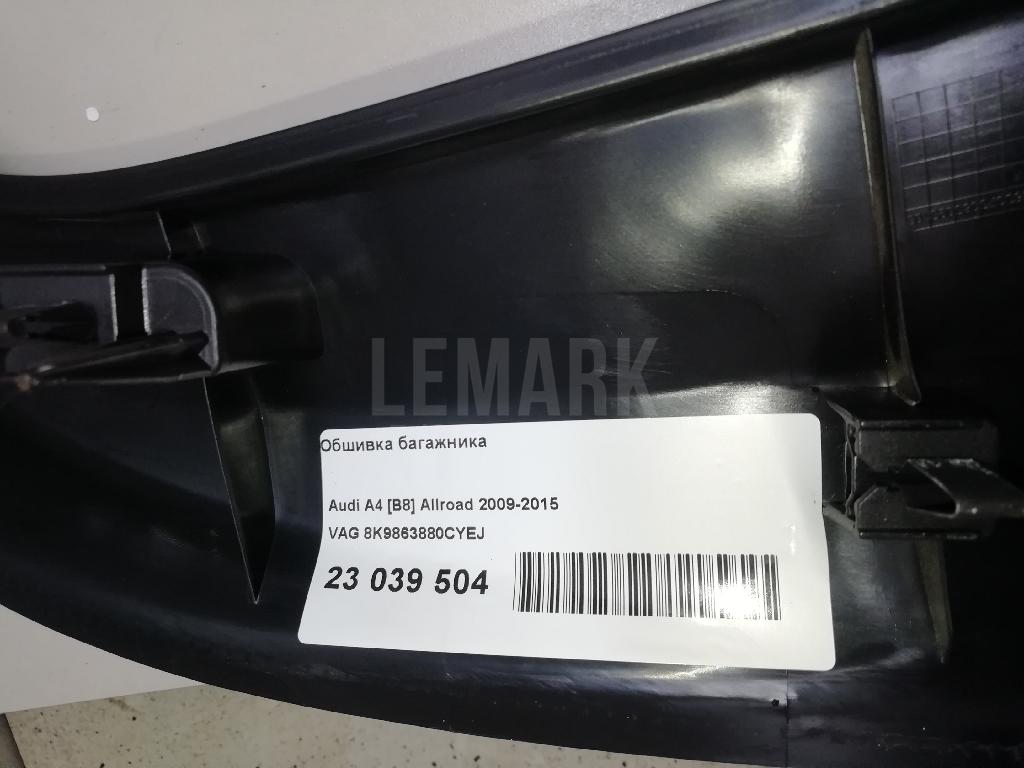 LEMARK
Обшивка багажника
Audi A4 [B8] Allroad 2009-2015
VAG 8K9863880CYEJ
23 039 504